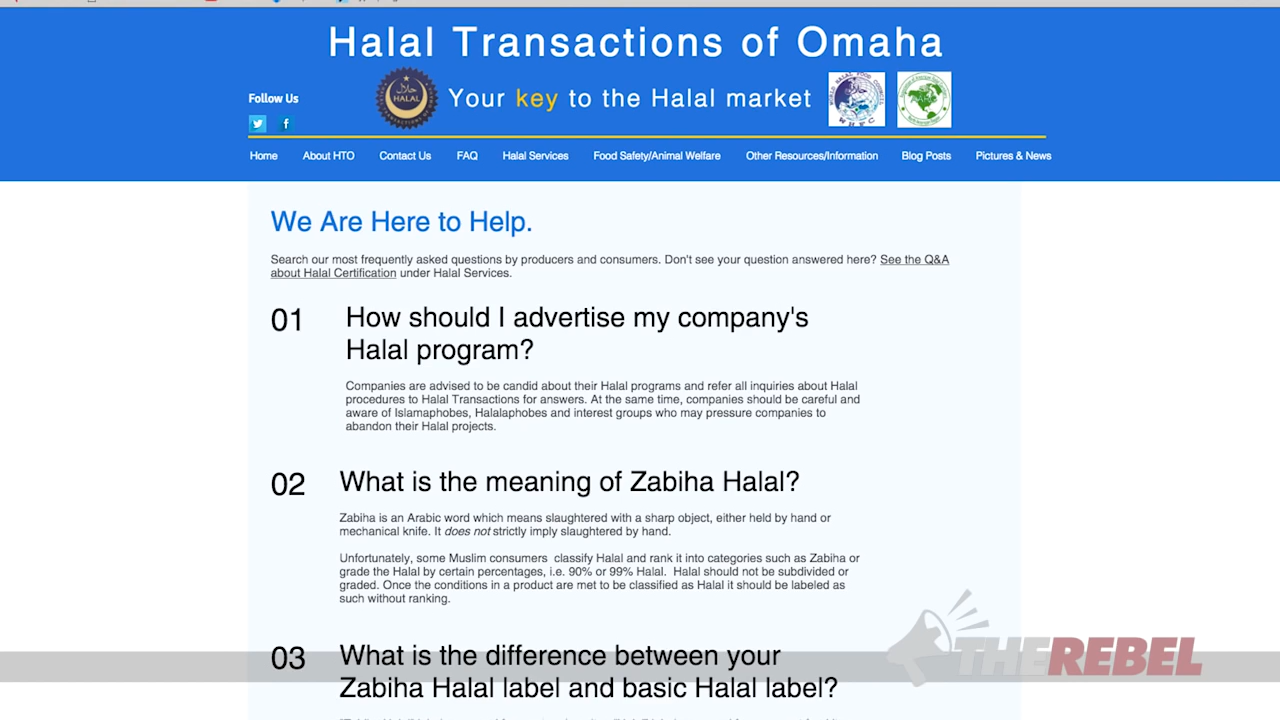 Halal Transactions of Omaha
Follow Us
حلال
HALAL
Your key to the Halal market
WORLD HALAL FOOD COUNCIL
WHFC
Home About HTO Contact Us FAQ Halal Services Food Safety/Animal Welfare Other Resources/Information Blog Posts Pictures & News
We Are Here to Help.
Search our most frequently asked questions by producers and consumers. Don't see your question answered here? See the Q&A
about Halal Certification under Halal Services.
01 How should I advertise my company's
Halal program?
Companies are advised to be candid about their Halal programs and refer all inquiries about Halal
procedures to Halal Transactions for answers. At the same time, companies should be careful and
aware of Islamaphobes, Halalaphobes and interest groups who may pressure companies to
abandon their Halal projects.
02 What is the meaning of Zabiha Halal?
Zabiha is an Arabic word which means slaughtered with a sharp object, either held by hand or
mechanical knife. It does not strictly imply slaughtered by hand.
Unfortunately, some Muslim consumers classify Halal and rank it into categories such as Zabiha or
grade the Halal by certain percentages, i.e. 90% or 99% Halal. Halal should not be subdivided or
graded. Once the conditions in a product are met to be classified as Halal it should be labeled as
such without ranking.
03 What is the difference between your
Zabiha Halal label and basic Halal label?
THEREBEL